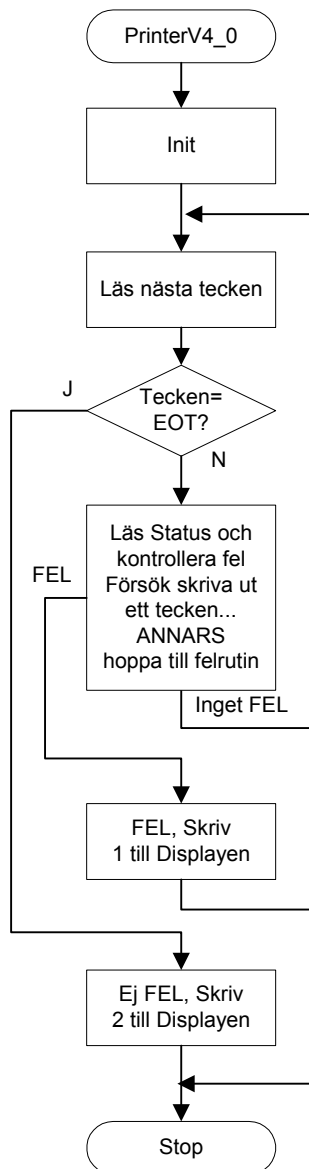 PrinterV4_0
Init
Läs nästa tecken
J
Tecken=
EOT?
N
Läs Status och
kontrollera fel
Försök skriva ut
ett tecken...
ANNARS
hoppa till felrutin
FEL
Inget FEL
FEL, Skriv
1 till Displayen
Ej FEL, Skriv
2 till Displayen
Stop